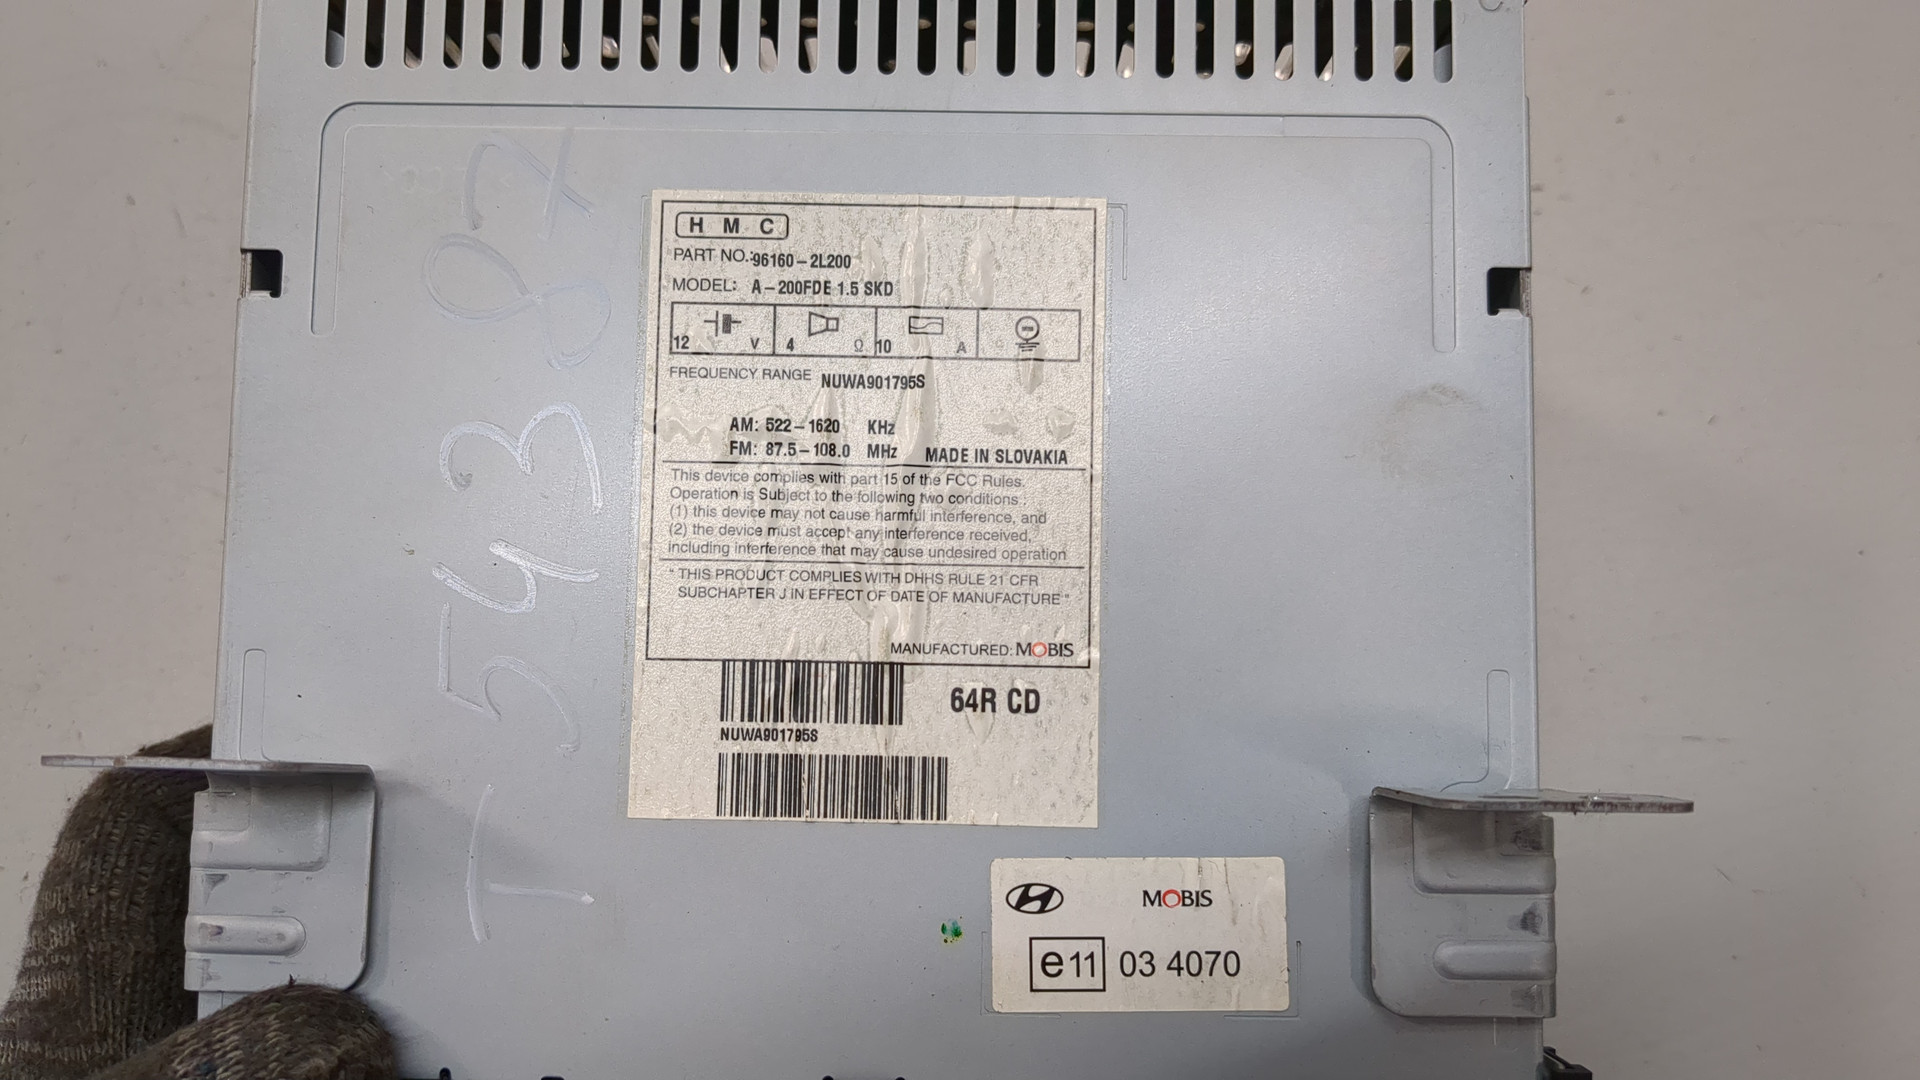 H M C
PART NO.: 96160-2L200
MODEL: A-200FDE 1.5 SKD
12 V 4 Ω 10 A
FREQUENCY RANGE NUWA901795S
AM: 522-1620 KHz
FM: 87.5-108.0 MHz MADE IN SLOVAKIA
This device complies with part 15 of the FCC Rules.
Operation is Subject to the following two conditions :
(1) this device may not cause harmful interference, and
(2) the device must accept any interference received,
including interference that may cause undesired operation
" THIS PRODUCT COMPLIES WITH DHHS RULE 21 CFR
SUBCHAPTER J IN EFFECT OF DATE OF MANUFACTURE "
MANUFACTURED: MOBIS
64R CD
NUWA901795S
MOBIS
e11 03 4070
T-543 87